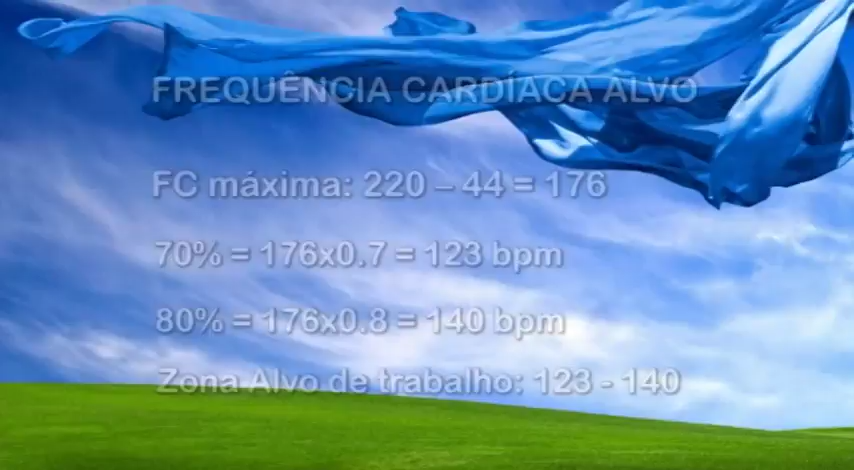 FREQUÊNCIA CARDÍACA ALVO
FC máxima: 220 – 44 = 176
70% = 176x0.7 = 123 bpm
80% = 176x0.8 = 140 bpm
Zona Alvo de trabalho: 123 - 140